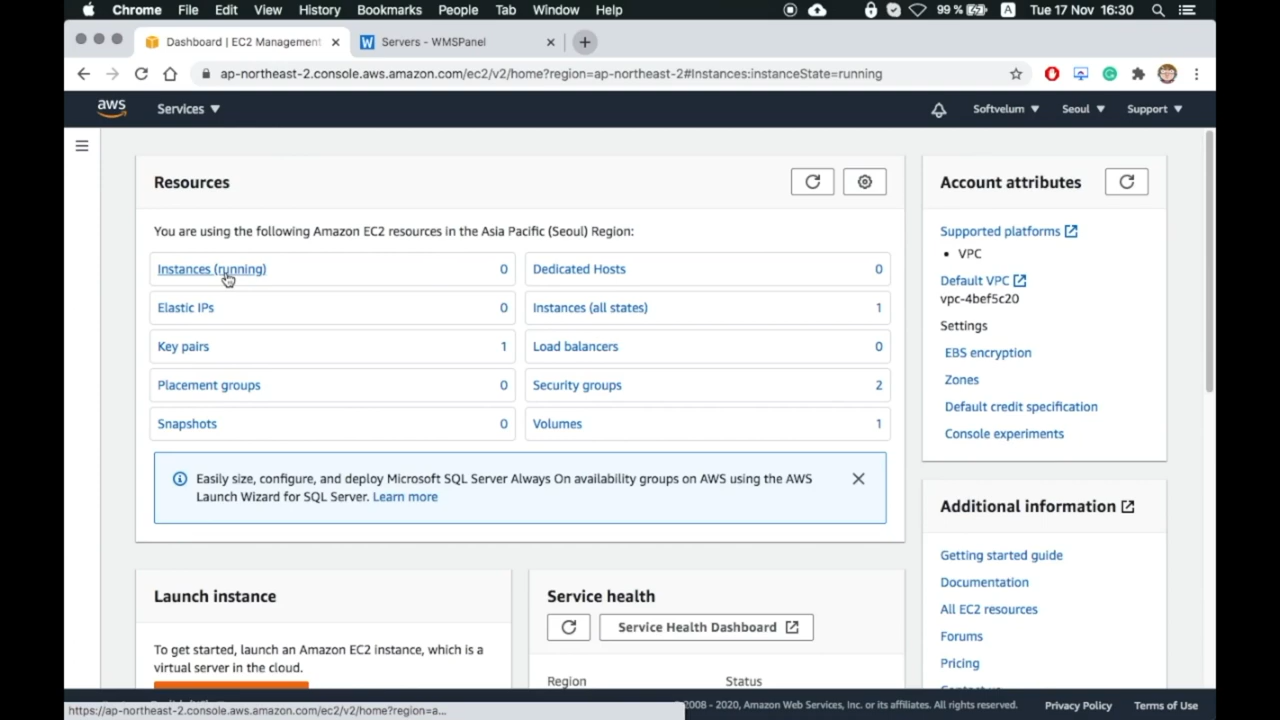 Chrome File Edit View History Bookmarks People Tab Window Help 99 % A Tue 17 Nov 16:30
Dashboard | EC2 Management
Servers - WMSPanel
ap-northeast-2.console.aws.amazon.com/ec2/v2/home?region=ap-northeast-2#Instances:instanceState=running
aws Services Softvelum Seoul Support
Resources
You are using the following Amazon EC2 resources in the Asia Pacific (Seoul) Region:
Instances (running) 0 Dedicated Hosts 0
Elastic IPs 0 Instances (all states) 1
Key pairs 1 Load balancers 0
Placement groups 0 Security groups 2
Snapshots 0 Volumes 1
Easily size, configure, and deploy Microsoft SQL Server Always On availability groups on AWS using the AWS
Launch Wizard for SQL Server. Learn more
Launch instance
To get started, launch an Amazon EC2 instance, which is a
virtual server in the cloud.
Service health
Service Health Dashboard
Region Status
Account attributes
Supported platforms
• VPC
Default VPC
vpc-4bef5c20
Settings
EBS encryption
Zones
Default credit specification
Console experiments
Additional information
Getting started guide
Documentation
All EC2 resources
Forums
Pricing
https://ap-northeast-2.console.aws.amazon.com/ec2/v2/home?region=a...
2008 - 2020, Amazon Web Services, Inc. or its affiliates. All rights reserved. Privacy Policy Terms of Use